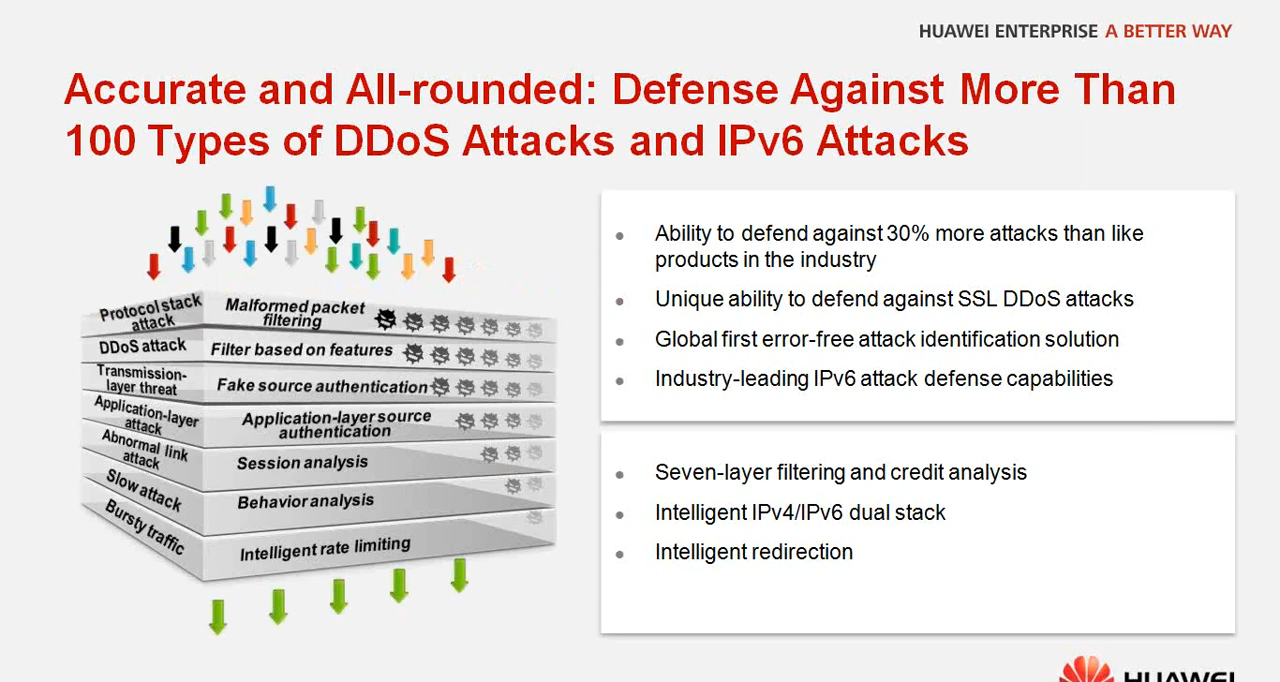 HUAWEI ENTERPRISE A BETTER WAY
Accurate and All-rounded: Defense Against More Than
100 Types of DDoS Attacks and IPv6 Attacks
Protocol stack
attack
Malformed packet
filtering
DDoS attack
Filter based on features
Transmission-
layer threat
Fake source authentication
Application-layer
attack
Application-layer source
authentication
Abnormal link
attack
Session analysis
Slow attack
Behavior analysis
Bursty traffic
Intelligent rate limiting
Ability to defend against 30% more attacks than like
products in the industry
Unique ability to defend against SSL DDoS attacks
Global first error-free attack identification solution
Industry-leading IPv6 attack defense capabilities
Seven-layer filtering and credit analysis
Intelligent IPv4/IPv6 dual stack
Intelligent redirection
HUAWEI